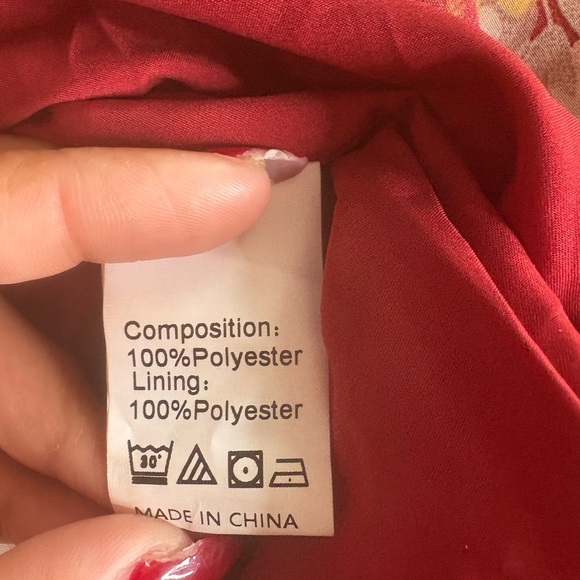 Composition:
100%Polyester
Lining:
100%Polyester
30°
MADE IN CHINA